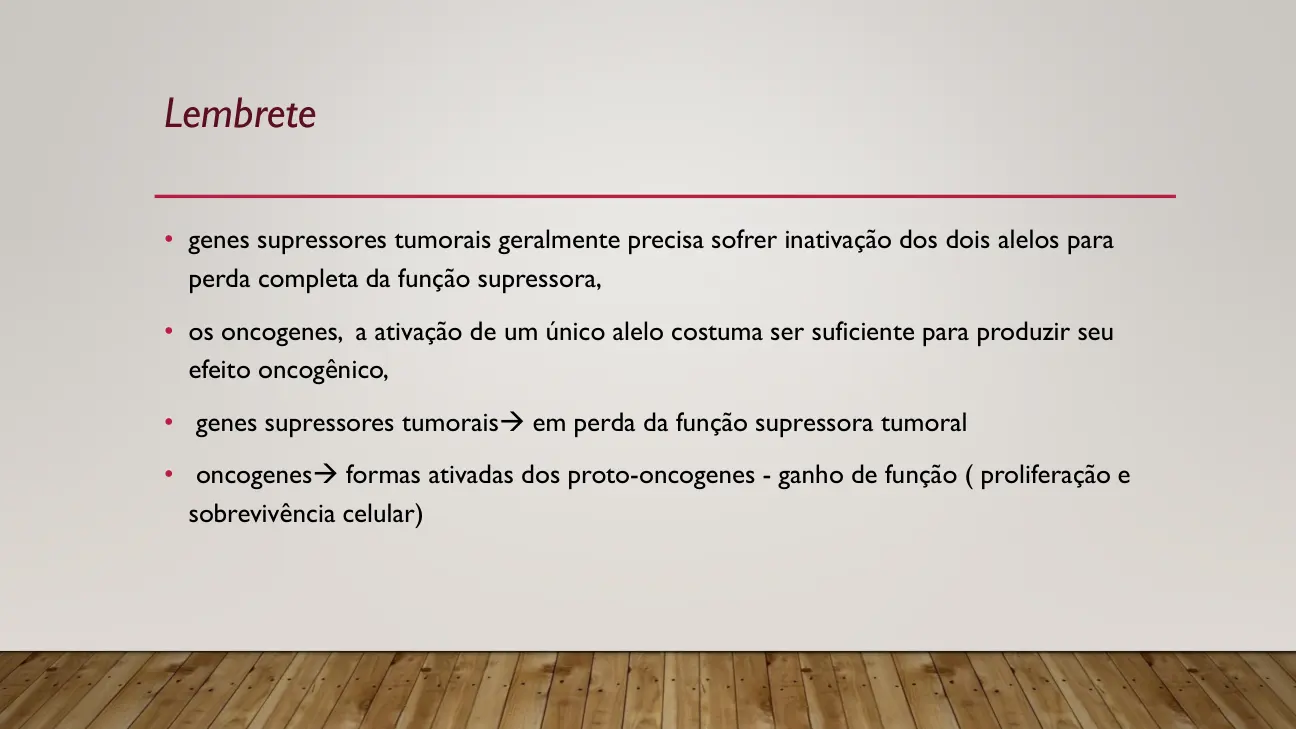 Lembrete
• genes supressores tumorais geralmente precisa sofrer inativação dos dois alelos para
perda completa da função supressora,
• os oncogenes,  a ativação de um único alelo costuma ser suficiente para produzir seu
efeito oncogênico,
•  genes supressores tumorais→ em perda da função supressora tumoral
•  oncogenes→ formas ativadas dos proto-oncogenes - ganho de função ( proliferação e
sobrevivência celular)